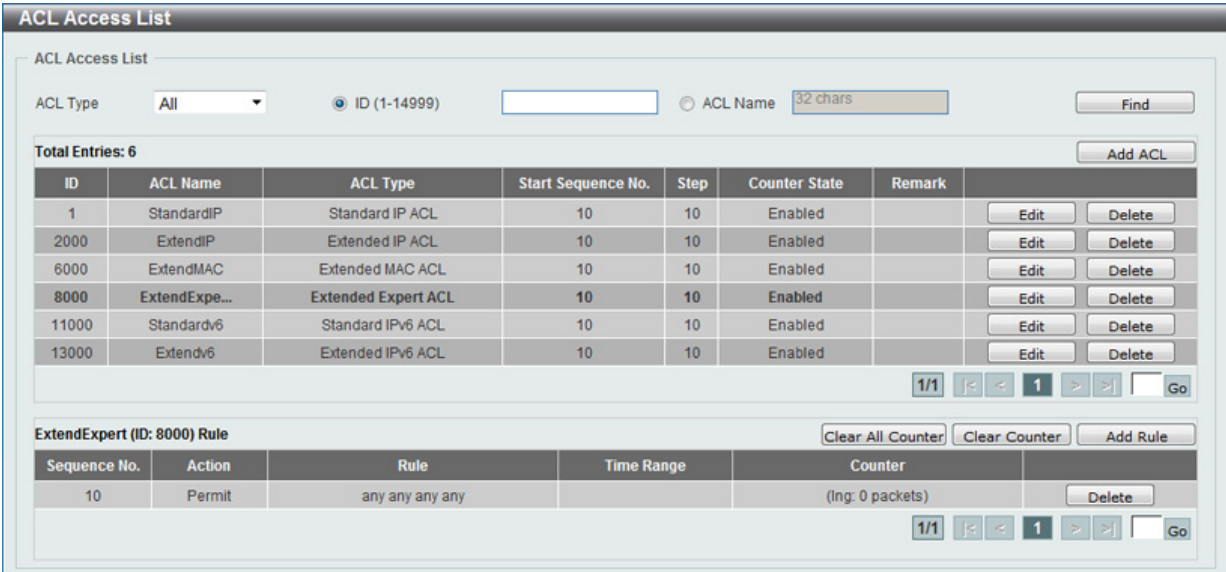 ACL Access List
ACL Access List
ACL Type All ID (1-14999) ACL Name 32 chars Find
Total Entries: 6 Add ACL
ID ACL Name ACL Type Start Sequence No. Step Counter State Remark
1 StandardIP Standard IP ACL 10 10 Enabled Edit Delete
2000 ExtendIP Extended IP ACL 10 10 Enabled Edit Delete
6000 ExtendMAC Extended MAC ACL 10 10 Enabled Edit Delete
8000 ExtendExpe... Extended Expert ACL 10 10 Enabled Edit Delete
11000 Standardv6 Standard IPv6 ACL 10 10 Enabled Edit Delete
13000 Extendv6 Extended IPv6 ACL 10 10 Enabled Edit Delete
1/1 |< < 1 > >| Go
ExtendExpert (ID: 8000) Rule Clear All Counter Clear Counter Add Rule
Sequence No. Action Rule Time Range Counter
10 Permit any any any any (Ing: 0 packets) Delete
1/1 |< < 1 > >| Go